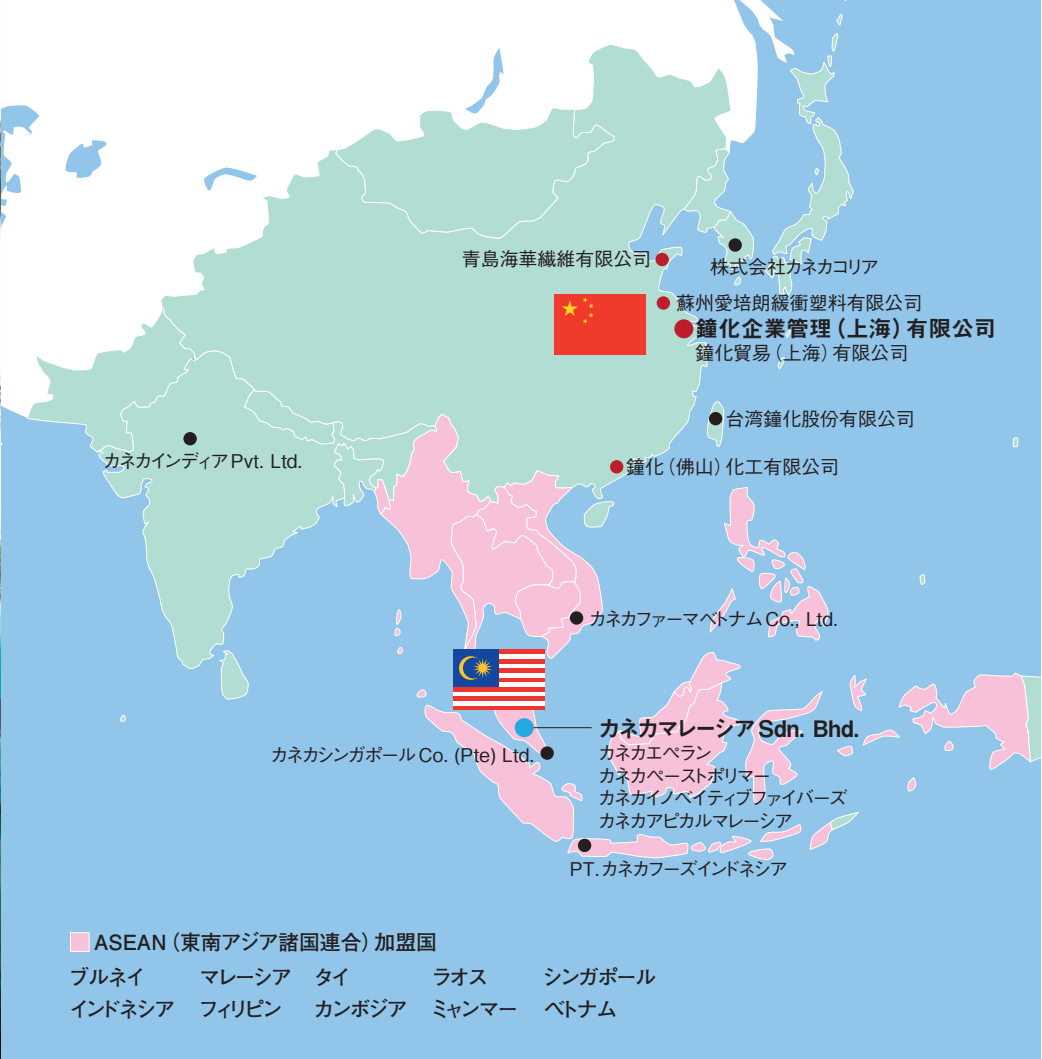 青島海華繊維有限公司
株式会社カネカコリア
蘇州愛培朗緩衝塑料有限公司
鐘化企業管理（上海）有限公司
鐘化貿易（上海）有限公司
台湾鐘化股份有限公司
カネカインディアPvt. Ltd.
鐘化（佛山）化工有限公司
カネカファーマベトナムCo., Ltd.
カネカマレーシアSdn. Bhd.
カネカシンガポールCo. (Pte) Ltd.
カネカエペラン
カネカペーストポリマー
カネカイノベイティブファイバーズ
カネカアピカルマレーシア
PT.カネカフーズインドネシア
ASEAN（東南アジア諸国連合）加盟国
ブルネイ マレーシア タイ ラオス シンガポール
インドネシア フィリピン カンボジア ミャンマー ベトナム